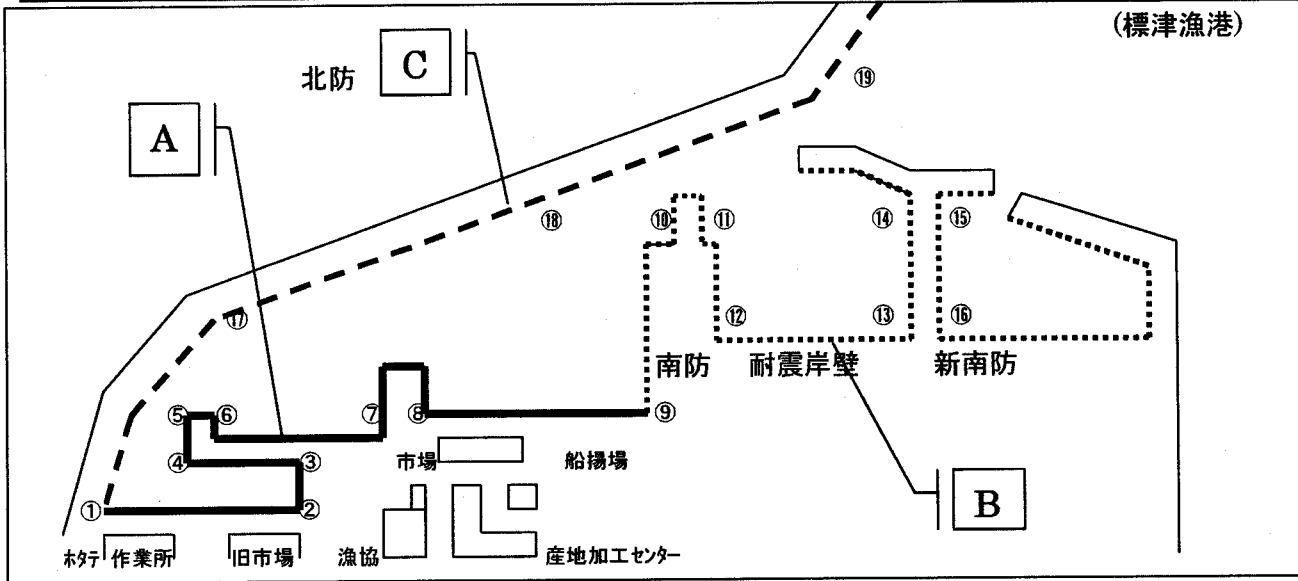 (標津漁港)
北防
C
A
⑲
⑱
⑩
⑪
⑭
⑮
⑰
⑫
⑬
⑯
南防
耐震岸壁
新南防
⑤
⑥
⑦
⑧
⑨
④
③
市場
船揚場
①
②
B
ホタテ 作業所
旧市場
漁協
産地加工センター